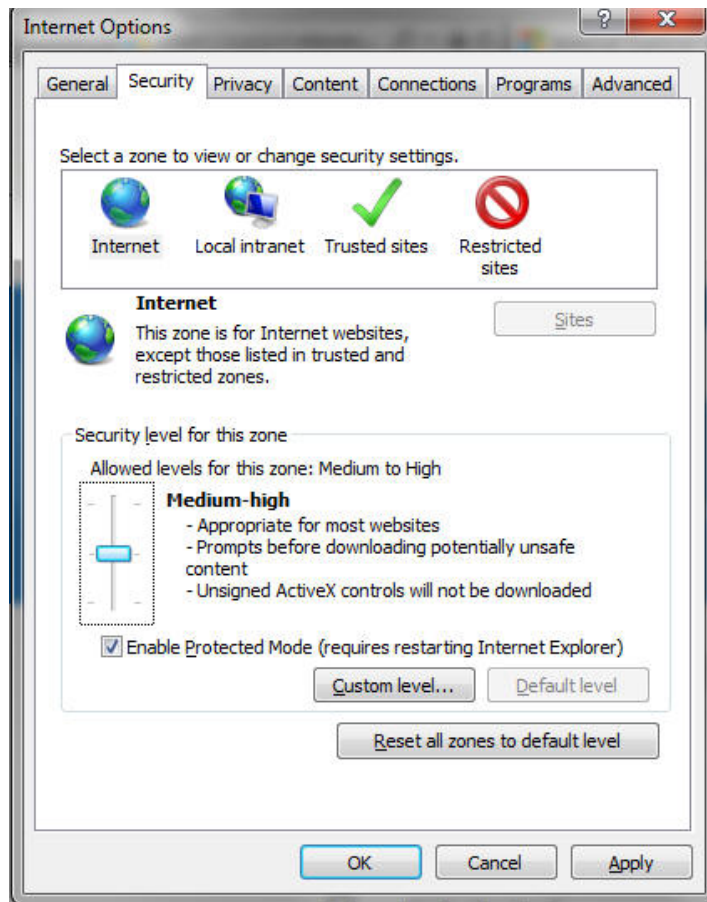 Internet Options
General Security Privacy Content Connections Programs Advanced
Select a zone to view or change security settings.
Internet Local intranet Trusted sites Restricted
sites
Internet
Sites
This zone is for Internet websites,
except those listed in trusted and
restricted zones.
Security level for this zone
Allowed levels for this zone: Medium to High
Medium-high
- Appropriate for most websites
- Prompts before downloading potentially unsafe
content
- Unsigned ActiveX controls will not be downloaded
Enable Protected Mode (requires restarting Internet Explorer)
Custom level... Default level
Reset all zones to default level
OK Cancel Apply